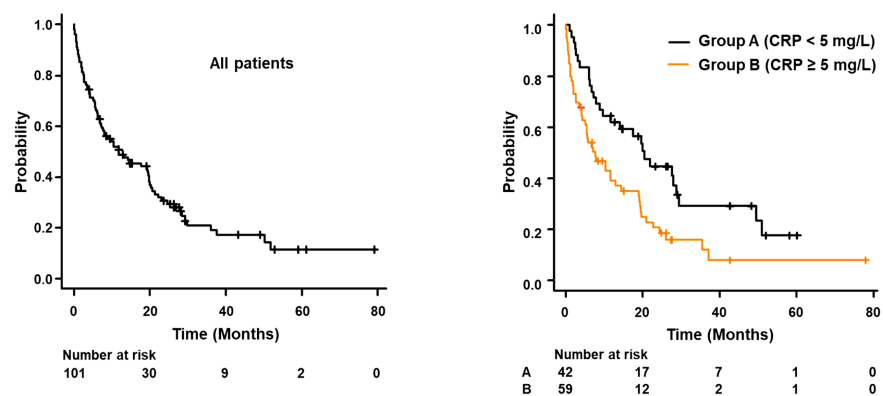 All patients
Probability
1.0
0.8
0.6
0.4
0.2
0.0
0 20 40 60 80
Time (Months)
Number at risk
101 30 9 2 0
Group A (CRP < 5 mg/L)
Group B (CRP ≥ 5 mg/L)
Probability
1.0
0.8
0.6
0.4
0.2
0.0
0 20 40 60 80
Time (Months)
Number at risk
A 42 17 7 1 0
B 59 12 2 1 0